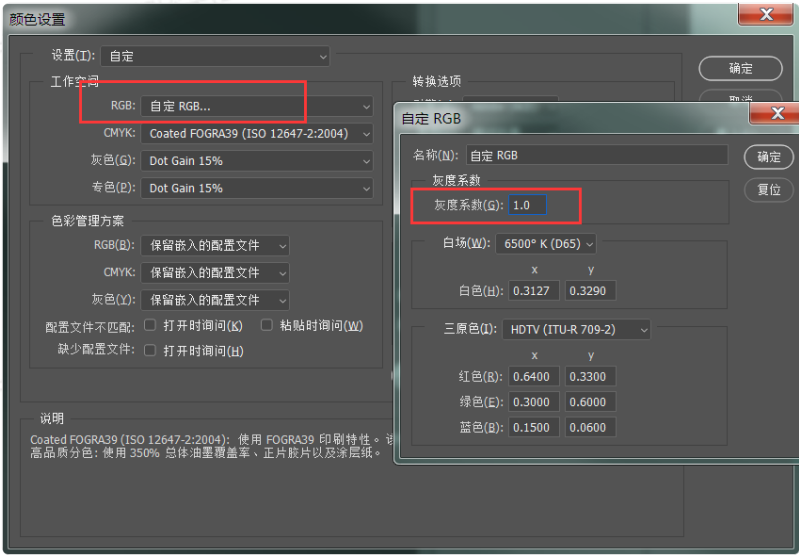 颜色设置
设置(I): 自定
工作空间
RGB: 自定 RGB...
CMYK: Coated FOGRA39 (ISO 12647-2:2004)
灰色(G): Dot Gain 15%
专色(P): Dot Gain 15%
色彩管理方案
RGB(B): 保留嵌入的配置文件
CMYK: 保留嵌入的配置文件
灰色(Y): 保留嵌入的配置文件
配置文件不匹配: 打开时询问(K) 粘贴时询问(W)
缺少配置文件: 打开时询问(H)
说明
Coated FOGRA39 (ISO 12647-2:2004): 使用 FOGRA39 印刷特性。
高品质分色: 使用 350% 总体油墨覆盖率、正片胶片以及涂层纸。
转换选项
确定
自定 RGB
名称(N): 自定 RGB
灰度系数
灰度系数(G): 1.0
白场(W): 6500° K (D65)
x y
白色(H): 0.3127 0.3290
三原色(I): HDTV (ITU-R 709-2)
x y
红色(R): 0.6400 0.3300
绿色(E): 0.3000 0.6000
蓝色(B): 0.1500 0.0600
确定
复位